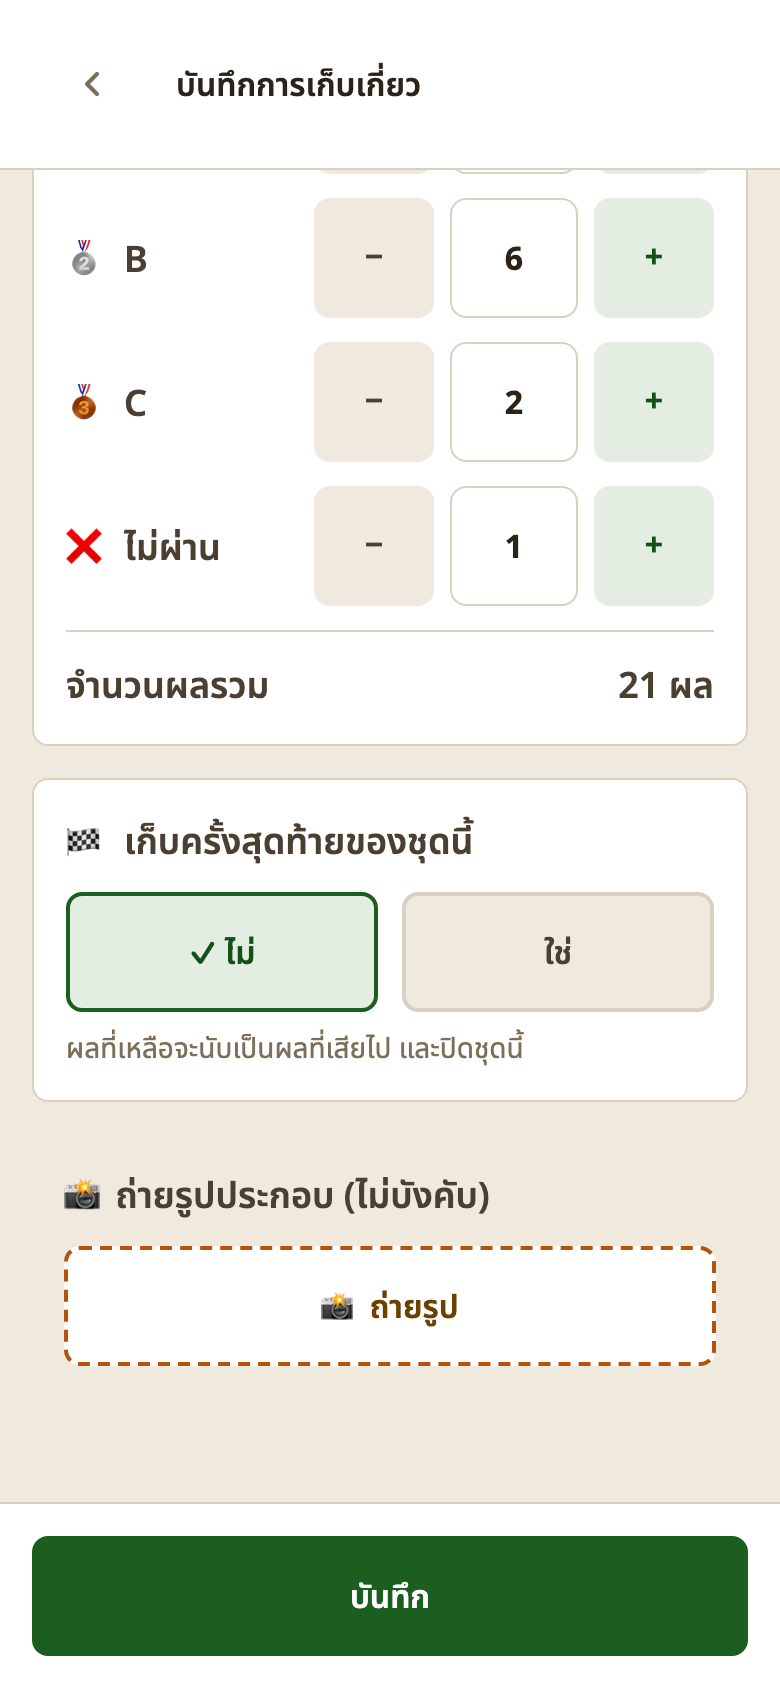 บันทึกการเก็บเกี่ยว
B − 6 +
C − 2 +
ไม่ผ่าน − 1 +
จำนวนผลรวม 21 ผล
เก็บครั้งสุดท้ายของชุดนี้
✓ ไม่ ใช่
ผลที่เหลือจะนับเป็นผลที่เสียไป และปิดชุดนี้
ถ่ายรูปประกอบ (ไม่บังคับ)
ถ่ายรูป
บันทึก